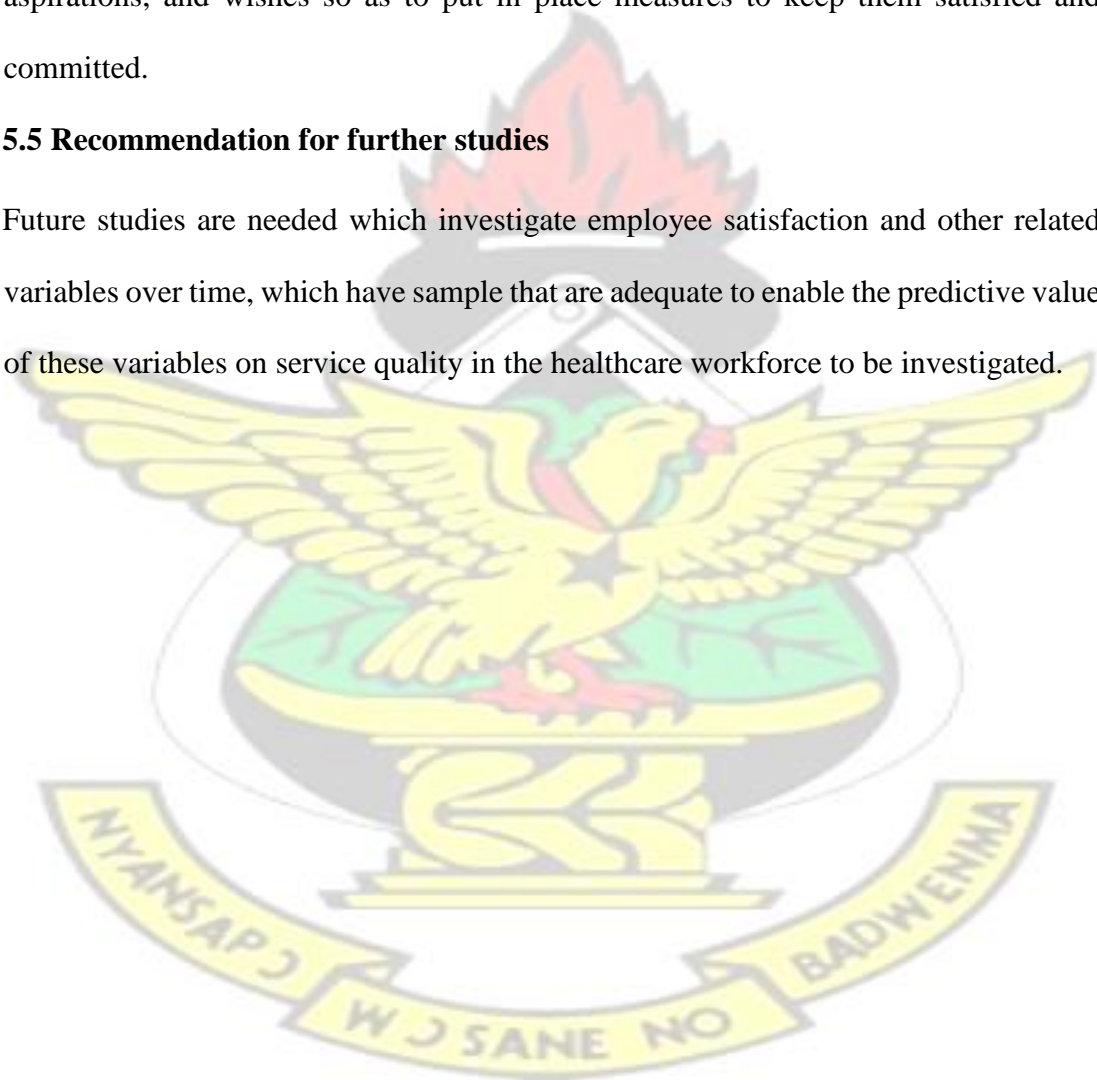 aspirations, and wishes so as to put in place measures to keep them satisfied and
committed.
5.5 Recommendation for further studies
Future studies are needed which investigate employee satisfaction and other related
variables over time, which have sample that are adequate to enable the predictive value
of these variables on service quality in the healthcare workforce to be investigated.
NYANSAPƆ
WƆ SANE NO
BADWENMA